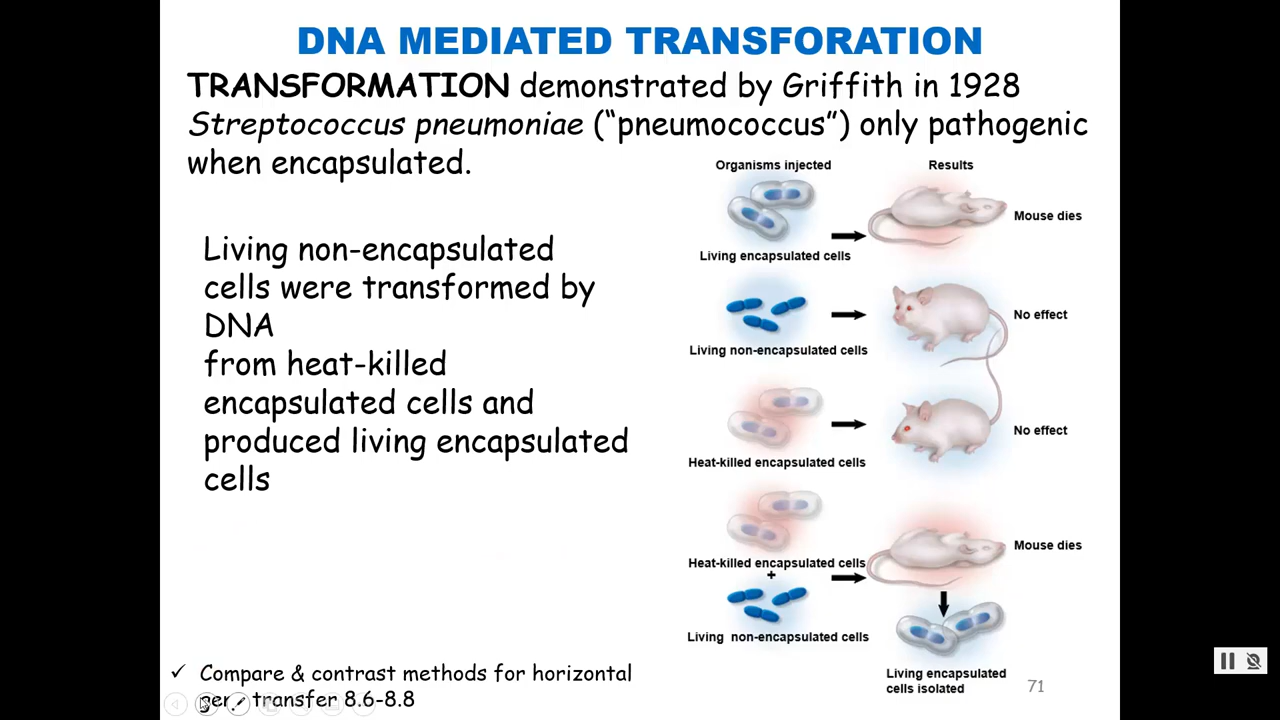 DNA MEDIATED TRANSFORATION
TRANSFORMATION demonstrated by Griffith in 1928
Streptococcus pneumoniae (“pneumococcus”) only pathogenic
when encapsulated.
Living non-encapsulated
cells were transformed by
DNA
from heat-killed
encapsulated cells and
produced living encapsulated
cells
Organisms injected
Results
Mouse dies
Living encapsulated cells
No effect
Living non-encapsulated cells
No effect
Heat-killed encapsulated cells
Mouse dies
Heat-killed encapsulated cells
+
Living non-encapsulated cells
Living encapsulated
cells isolated
✓ Compare & contrast methods for horizontal
gene transfer 8.6-8.8
71